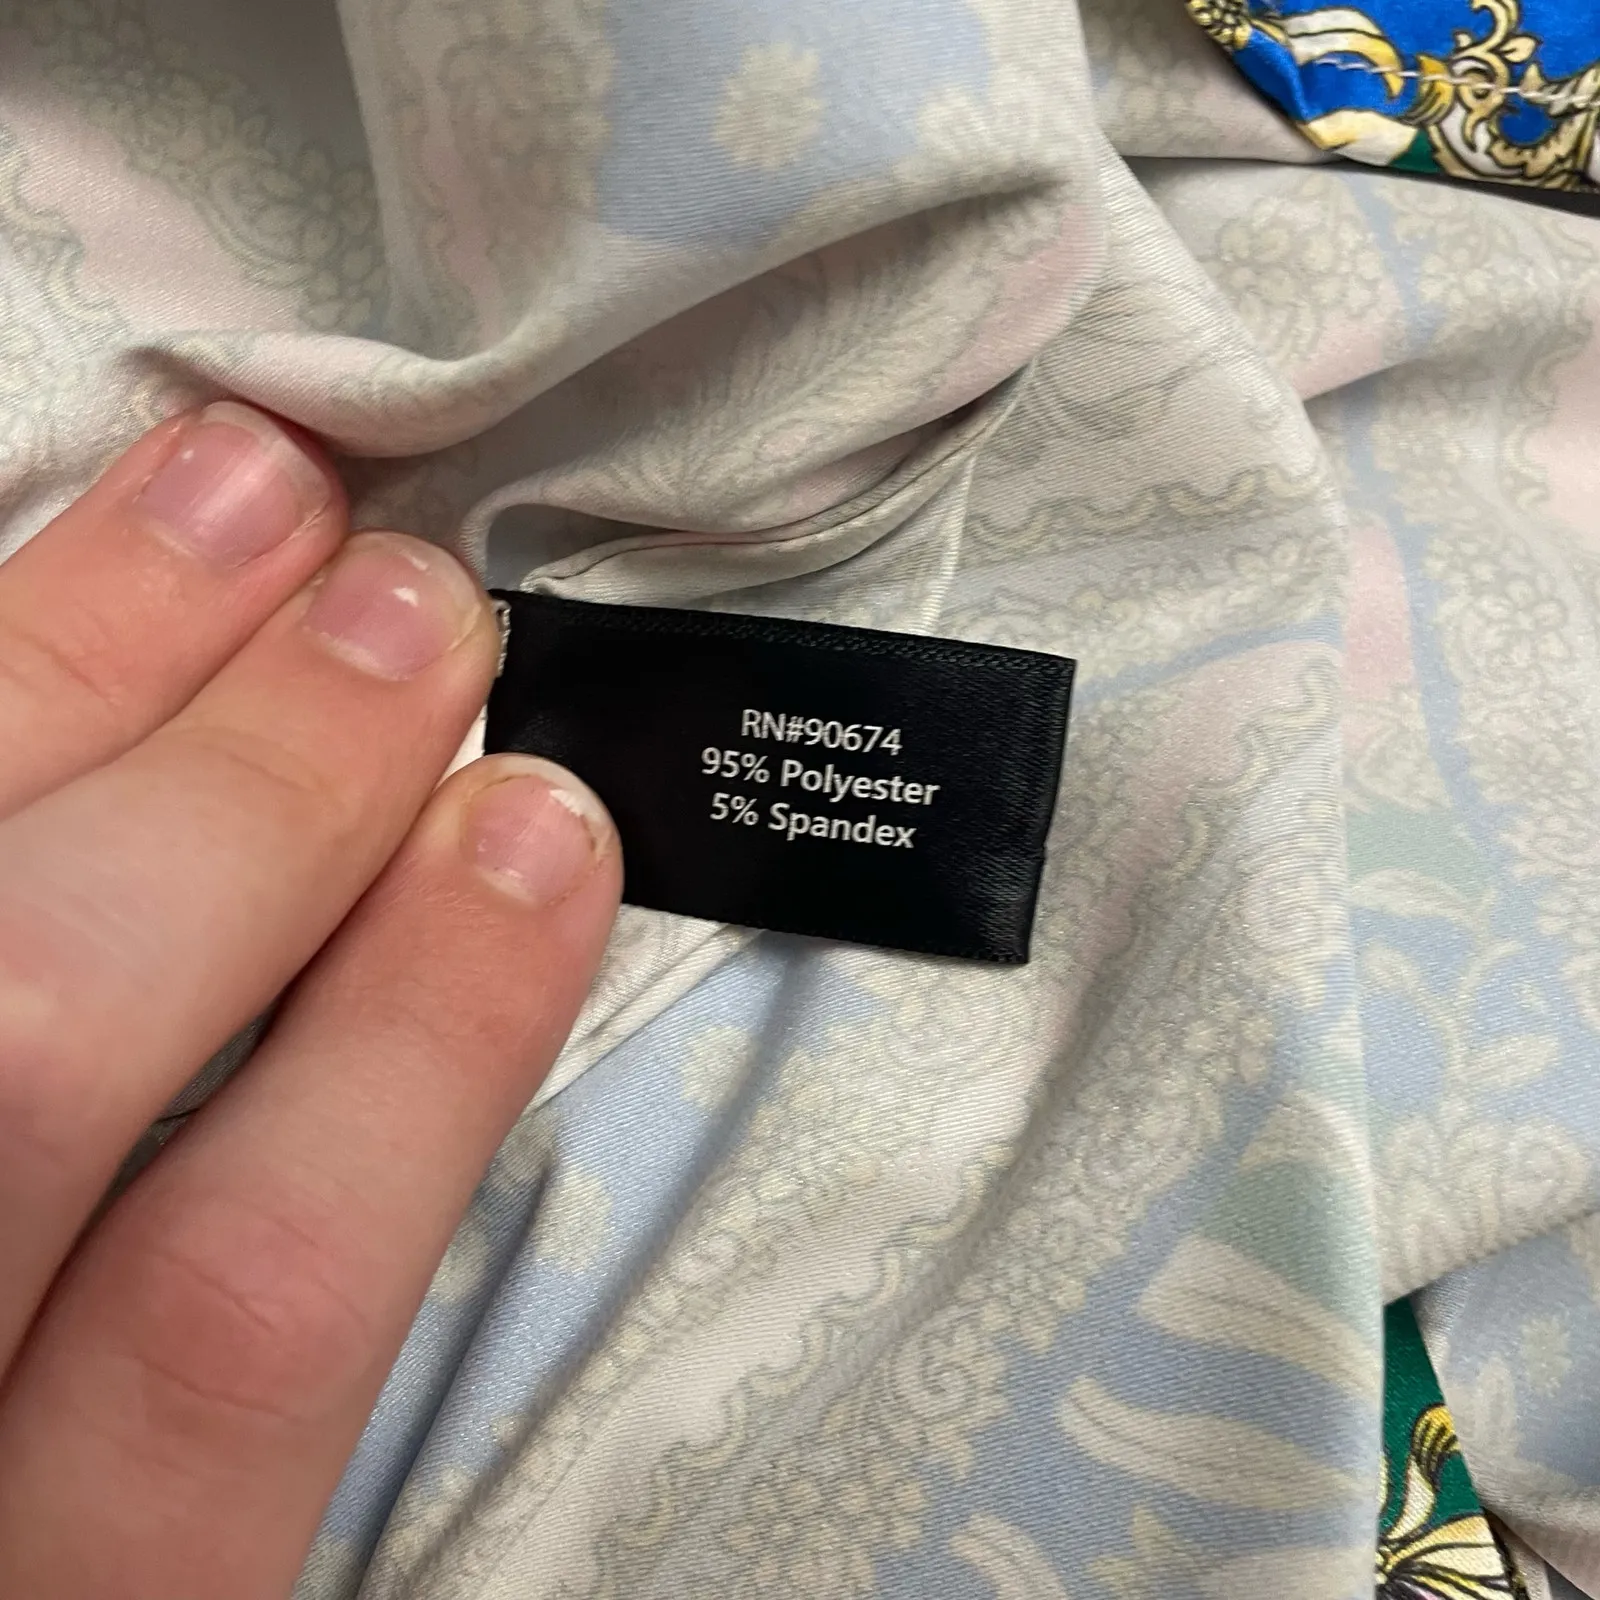 RN#90674
95% Polyester
5% Spandex